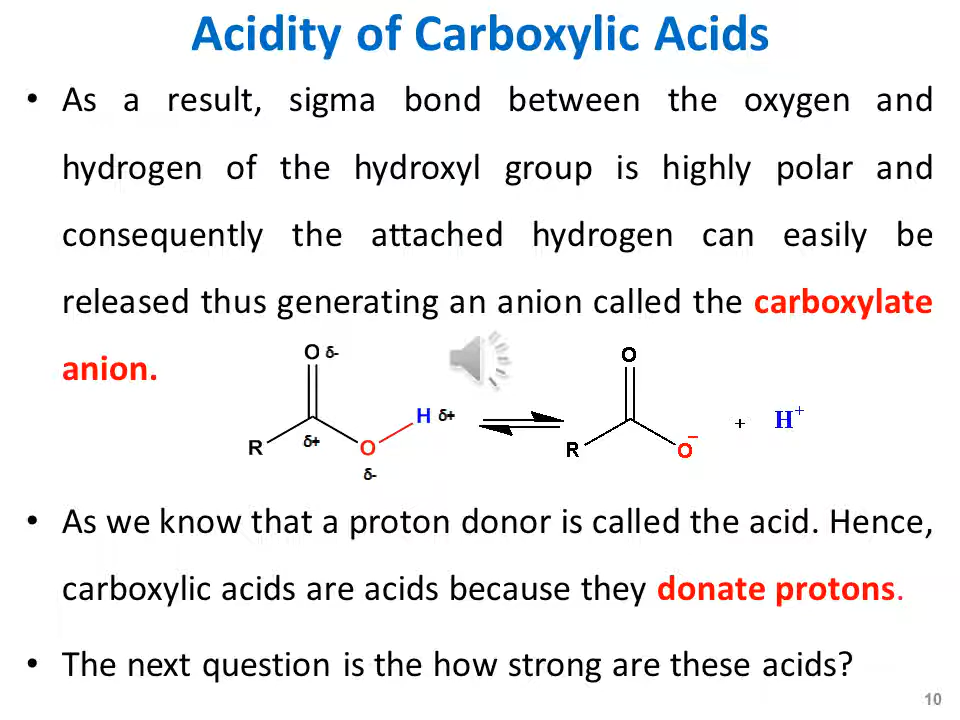 Acidity of Carboxylic Acids
• As a result, sigma bond between the oxygen and
hydrogen of the hydroxyl group is highly polar and
consequently the attached hydrogen can easily be
released thus generating an anion called the carboxylate
anion.
O δ-
H δ+
R
δ+
O
δ-
O
R
O−
+ H+
• As we know that a proton donor is called the acid. Hence,
carboxylic acids are acids because they donate protons.
• The next question is the how strong are these acids?
10